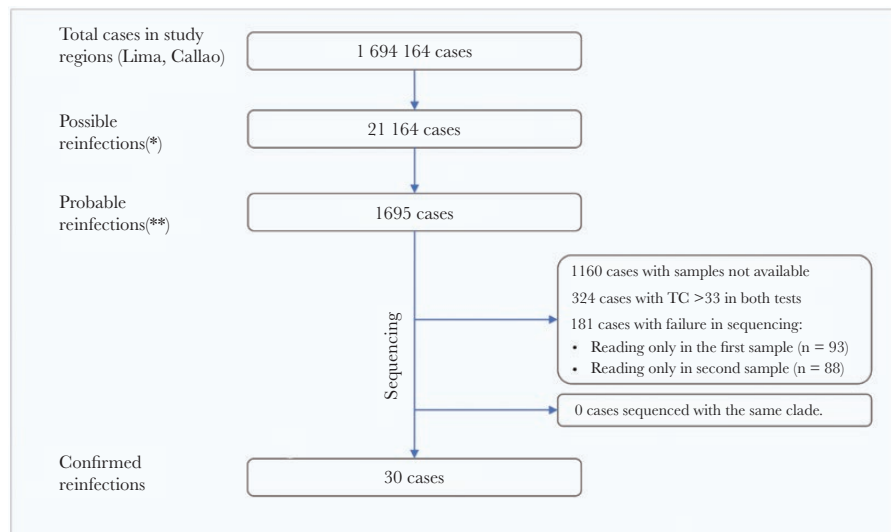 Total cases in study
regions (Lima, Callao)
1 694 164 cases
Possible
reinfections(*)
21 164 cases
Probable
reinfections(**)
1695 cases
Sequencing
1160 cases with samples not available
324 cases with TC >33 in both tests
181 cases with failure in sequencing:
• Reading only in the first sample (n = 93)
• Reading only in second sample (n = 88)
0 cases sequenced with the same clade.
Confirmed
reinfections
30 cases